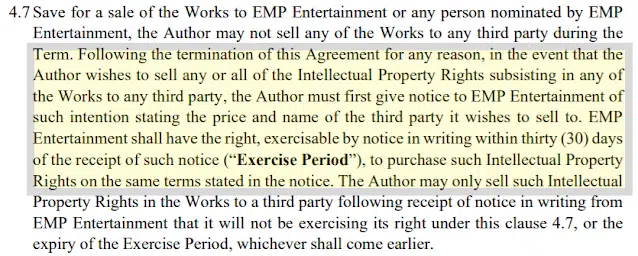 4.7 Save for a sale of the Works to EMP Entertainment or any person nominated by EMP
Entertainment, the Author may not sell any of the Works to any third party during the
Term. Following the termination of this Agreement for any reason, in the event that the
Author wishes to sell any or all of the Intellectual Property Rights subsisting in any of
the Works to any third party, the Author must first give notice to EMP Entertainment of
such intention stating the price and name of the third party it wishes to sell to. EMP
Entertainment shall have the right, exercisable by notice in writing within thirty (30) days
of the receipt of such notice (“Exercise Period”), to purchase such Intellectual Property
Rights on the same terms stated in the notice. The Author may only sell such Intellectual
Property Rights in the Works to a third party following receipt of notice in writing from
EMP Entertainment that it will not be exercising its right under this clause 4.7, or the
expiry of the Exercise Period, whichever shall come earlier.